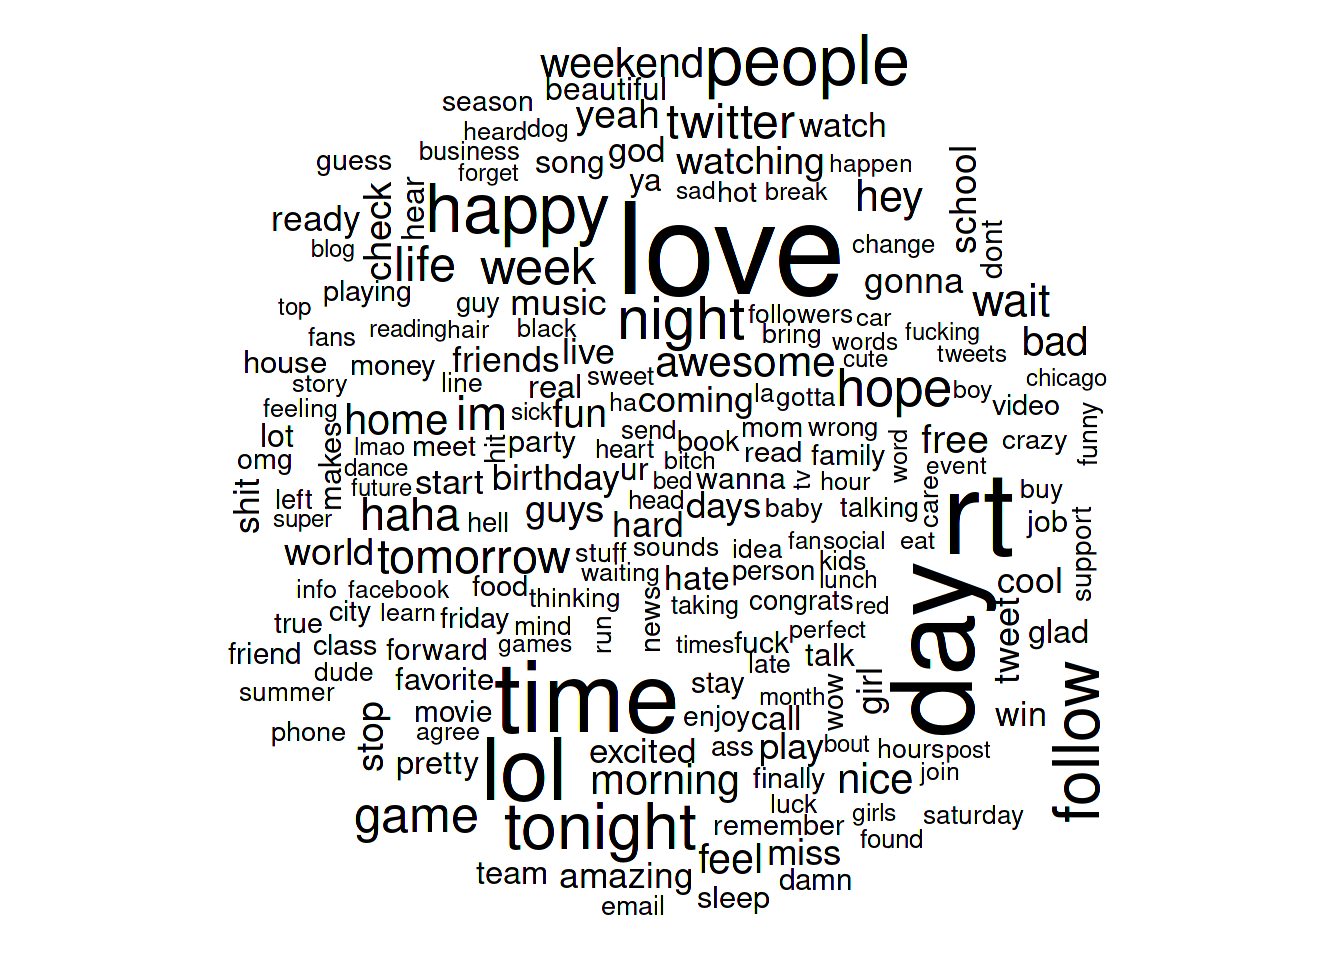 weekend people
beautiful
season yeah twitter watch
heard dog
guess business song god watching happen school
forget ya sad hot break hey
ready check hear happy love change dont
blog life week gonna
top playing guy music night followers car wait
fans reading hair black bring words fucking bad
house money friends live awesome cute tweets
story line real sweet hope boy chicago
feeling home im sick fun ha coming la gotta video
lot makes lmao meet hit party send book mom wrong free crazy funny
omg dance heart bitch read family word event
shit left future start birthday ur bed wanna tv hour care rt buy
super haha hell guys head days baby talking job
world tomorrow stuff hard sounds idea fan social eat support
info facebook food waiting hate person kids lunch day cool
true city learn friday thinking news taking congrats red tweet
friend class forward mind games run times fuck perfect glad
dude favorite time stay late talk girl follow
summer month wow
phone stop movie enjoy call win
agree lol excited ass play bout hours post
pretty morning finally nice join
game tonight luck girls saturday
remember found
team amazing feel miss damn
email sleep